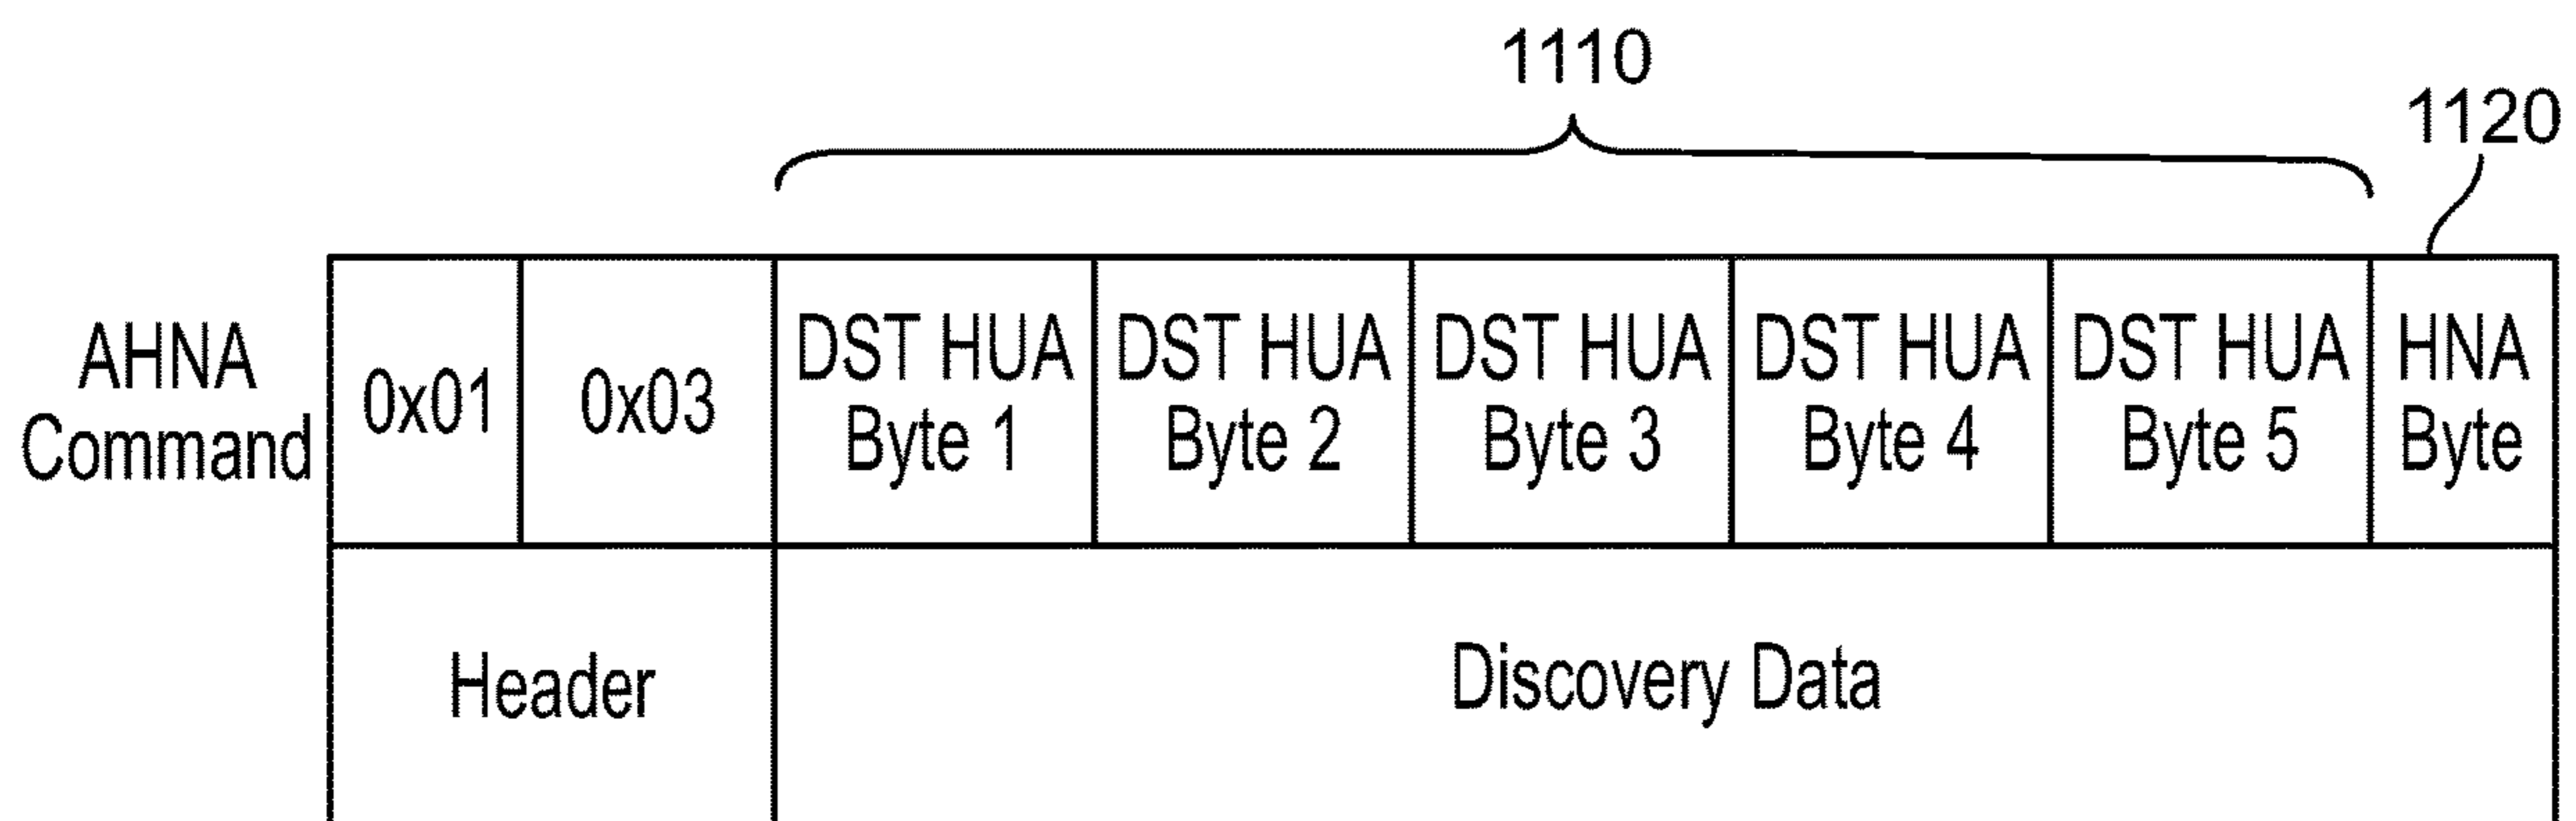 1110
1120
AHNA
Command
0x01
0x03
DST HUA
Byte 1
DST HUA
Byte 2
DST HUA
Byte 3
DST HUA
Byte 4
DST HUA
Byte 5
HNA
Byte
Header
Discovery Data